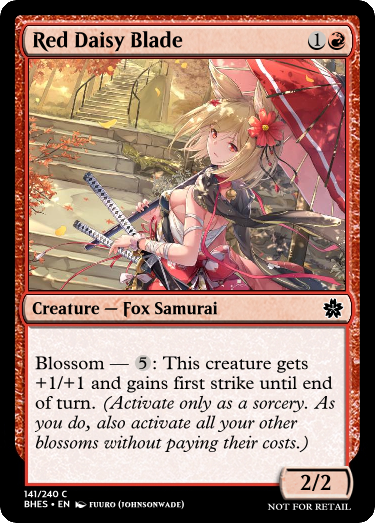 Red Daisy Blade 1
Creature — Fox Samurai
Blossom — 5: This creature gets
+1/+1 and gains first strike until end
of turn. (Activate only as a sorcery. As
you do, also activate all your other
blossoms without paying their costs.)
2/2
141/240 C
BHES • EN FUURO (JOHNSONWADE)
NOT FOR RETAIL